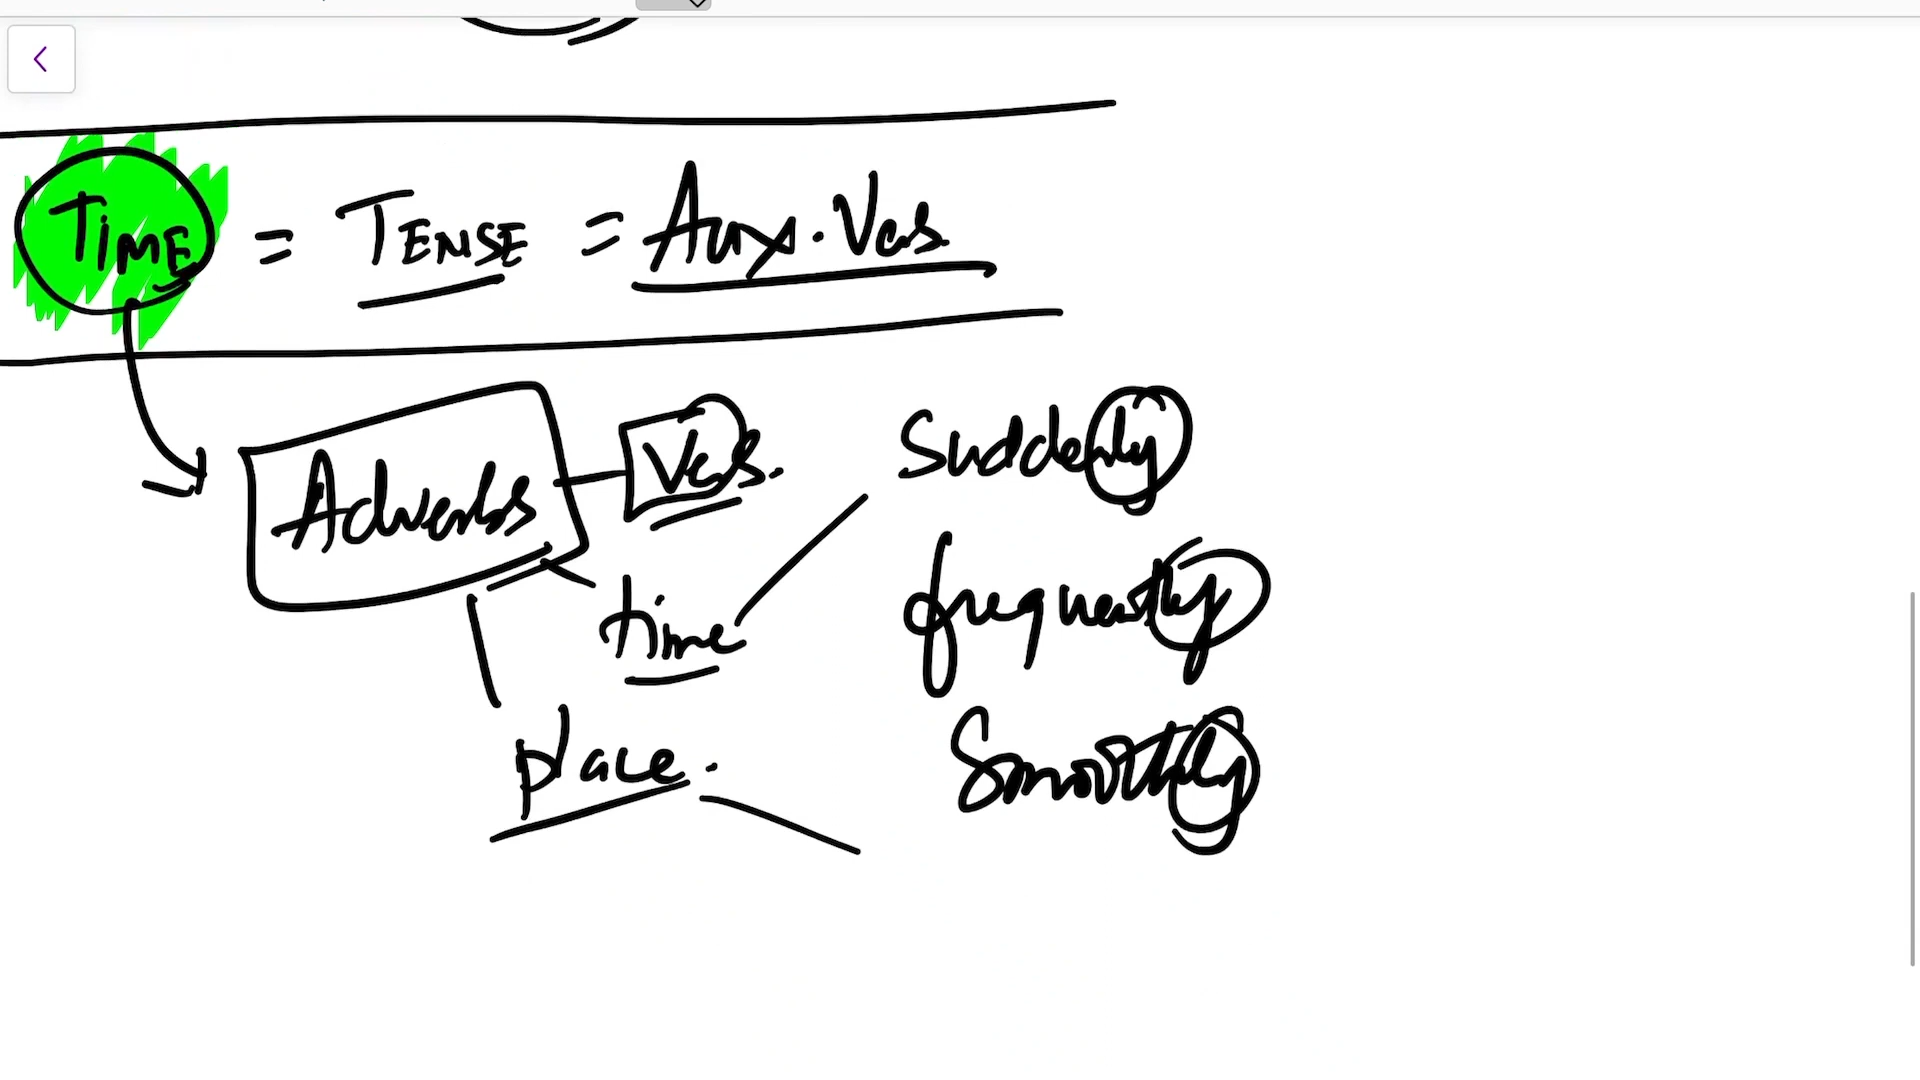 TIME = TENSE = Aux. Vbs.
Adverbs
Vbs.
Suddenly
time
frequently
place.
Smoothly